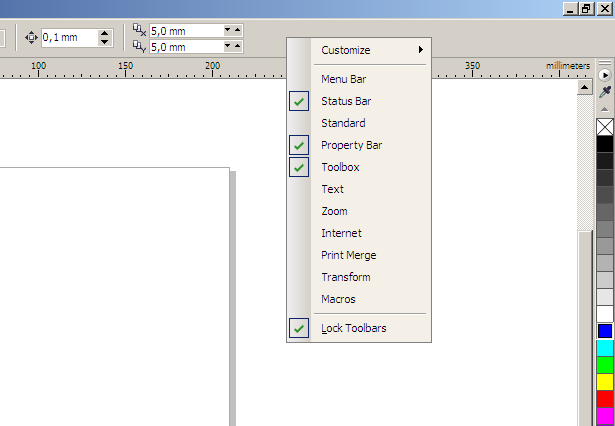 0,1 mm
5,0 mm
5,0 mm
100 150 200 350 millimeters
Customize
Menu Bar
Status Bar
Standard
Property Bar
Toolbox
Text
Zoom
Internet
Print Merge
Transform
Macros
Lock Toolbars